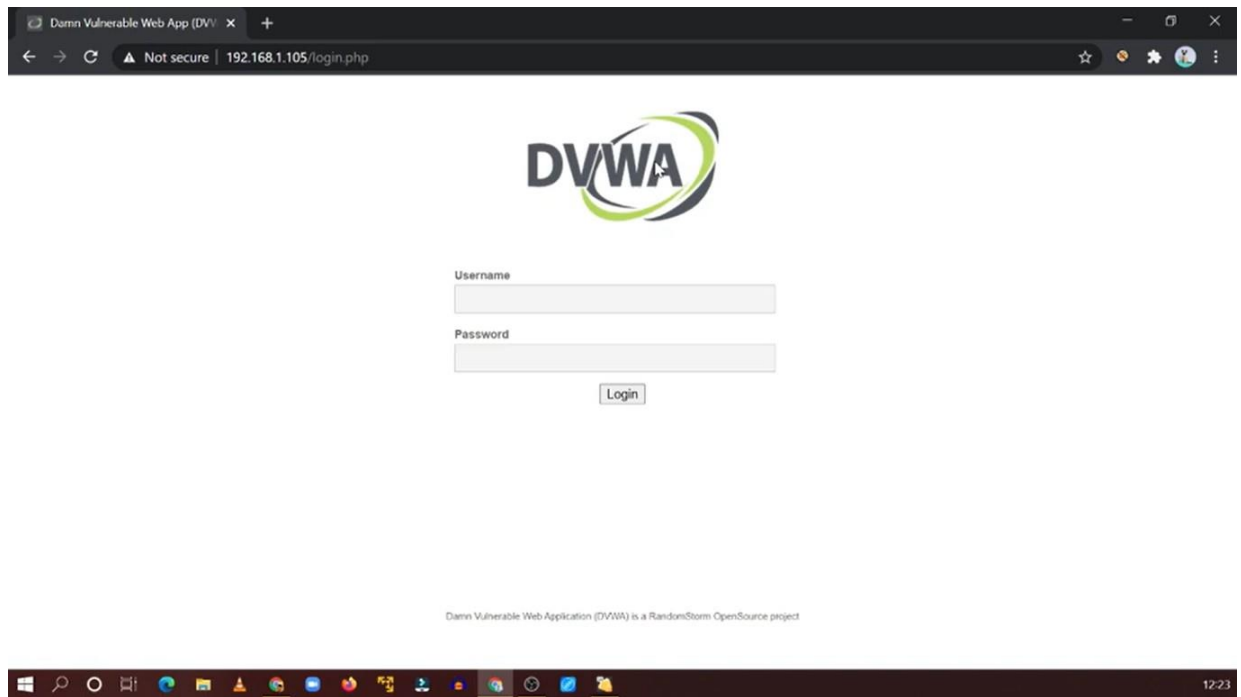 Damn Vulnerable Web App (DVW
Not secure | 192.168.1.105/login.php
DVWA
Username
Password
Login
Damn Vulnerable Web Application (DVWA) is a RandomStorm OpenSource project
12:23